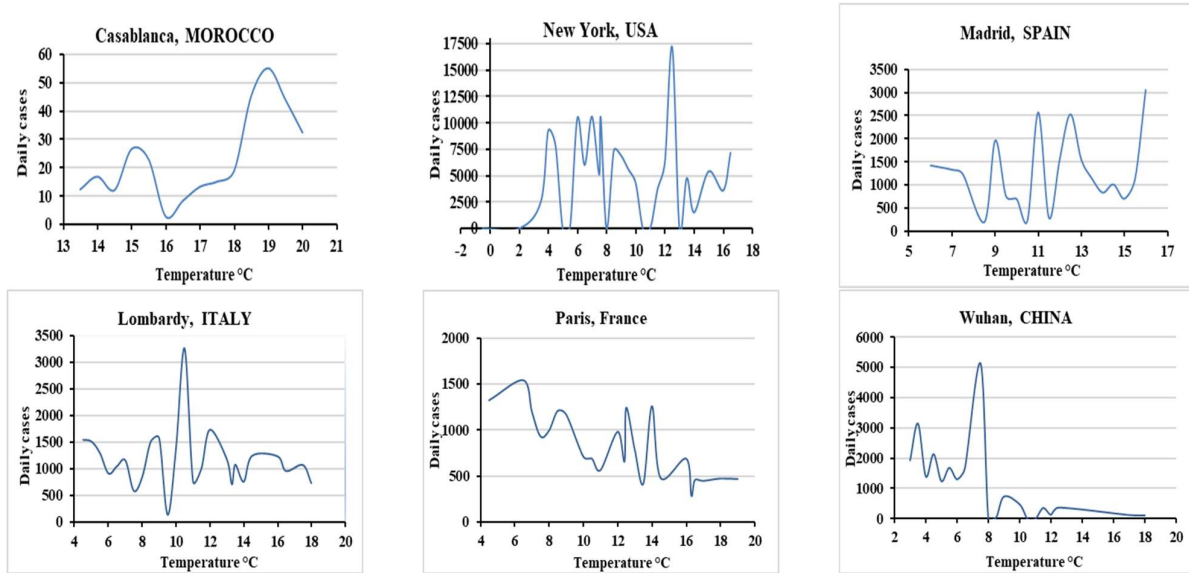 Casablanca, MOROCCO
Daily cases
60
50
40
30
20
10
0
13 14 15 16 17 18 19 20 21
Temperature °C
New York, USA
Daily cases
17500
15000
12500
10000
7500
5000
2500
0
-2 0 2 4 6 8 10 12 14 16 18
Temperature °C
Madrid, SPAIN
Daily cases
3500
3000
2500
2000
1500
1000
500
0
5 7 9 11 13 15 17
Temperature °C
Lombardy, ITALY
Daily cases
3500
3000
2500
2000
1500
1000
500
0
4 6 8 10 12 14 16 18 20
Temperature °C
Paris, France
Daily cases
2000
1500
1000
500
0
4 6 8 10 12 14 16 18 20
Temperature °C
Wuhan, CHINA
Daily cases
6000
5000
4000
3000
2000
1000
0
2 4 6 8 10 12 14 16 18 20
Temperature °C